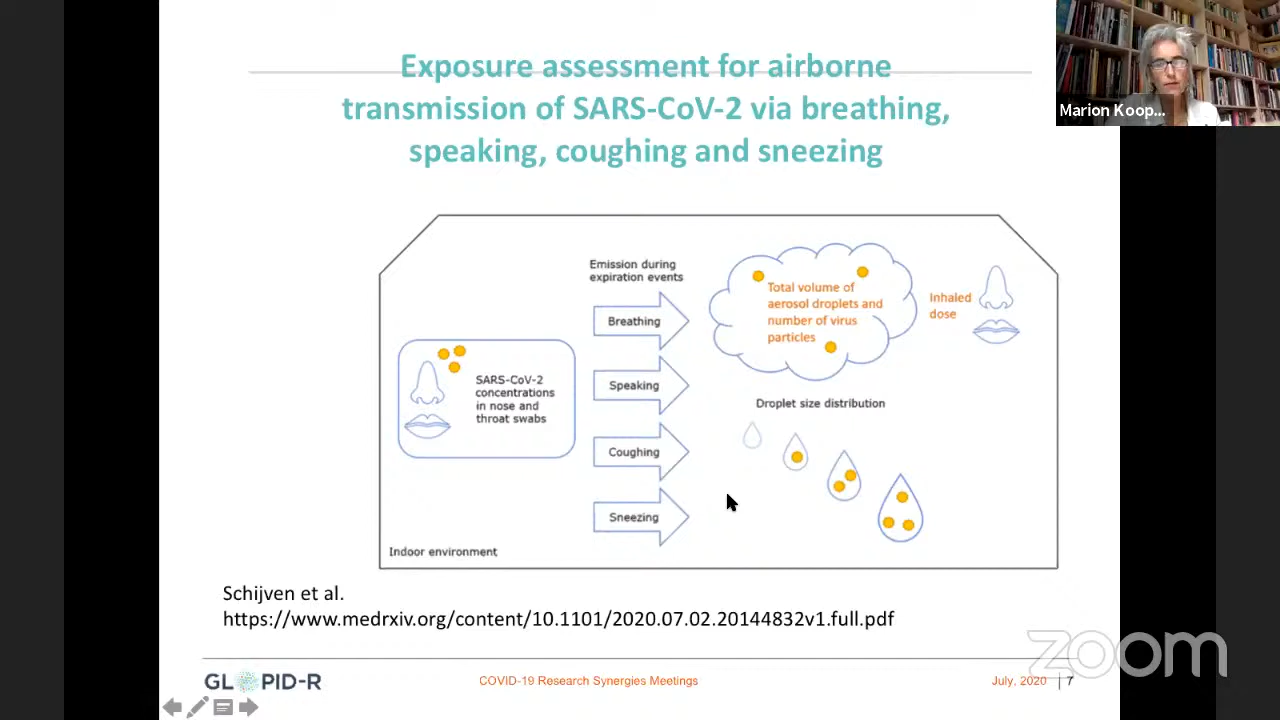 Exposure assessment for airborne
transmission of SARS-CoV-2 via breathing,
speaking, coughing and sneezing
Marion Koop...
Emission during
expiration events
Breathing
Speaking
Coughing
Sneezing
SARS-CoV-2
concentrations
in nose and
throat swabs
Total volume of
aerosol droplets and
number of virus
particles
Inhaled
dose
Droplet size distribution
Indoor environment
Schijven et al.
https://www.medrxiv.org/content/10.1101/2020.07.02.20144832v1.full.pdf
zoom
GLOPID-R
COVID-19 Research Synergies Meetings
July, 2020 | 7